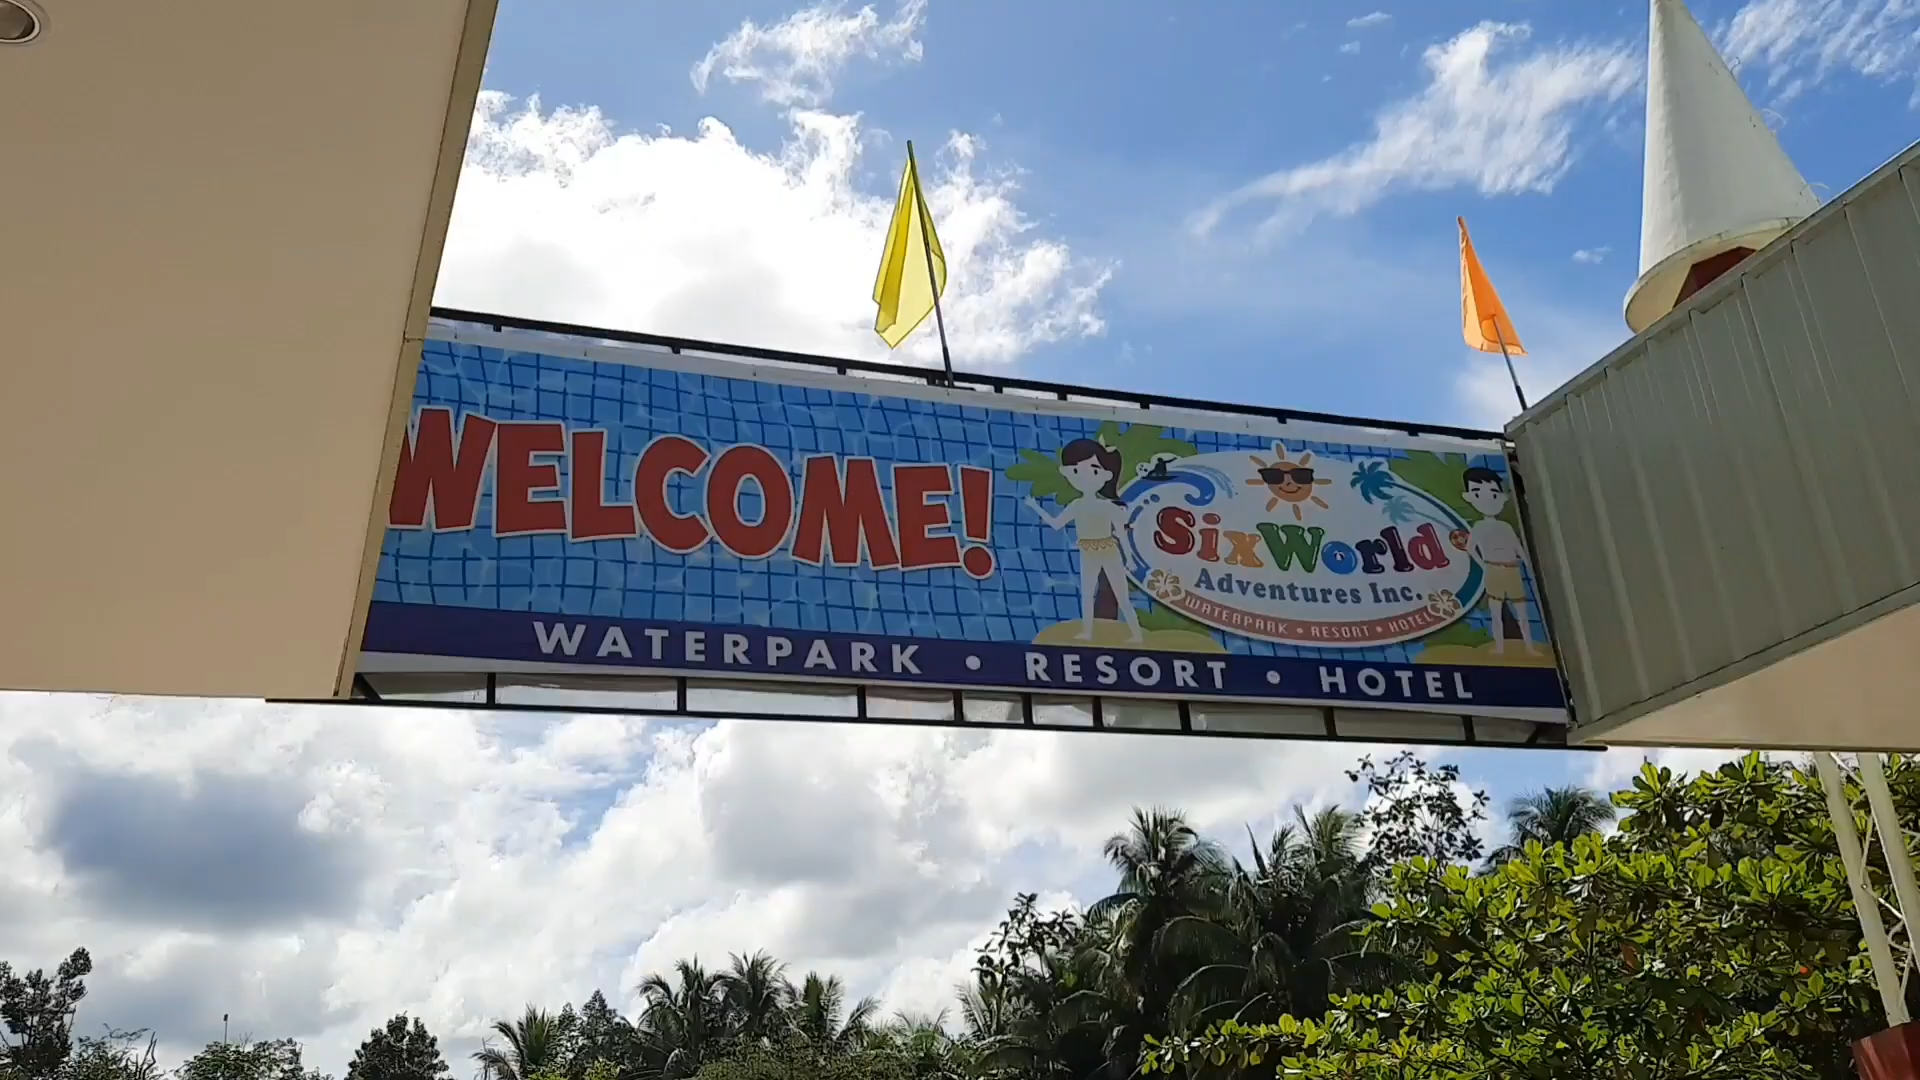 WELCOME!
SixWorld
Adventures Inc.
WATERPARK • RESORT • HOTEL
WATERPARK • RESORT • HOTEL